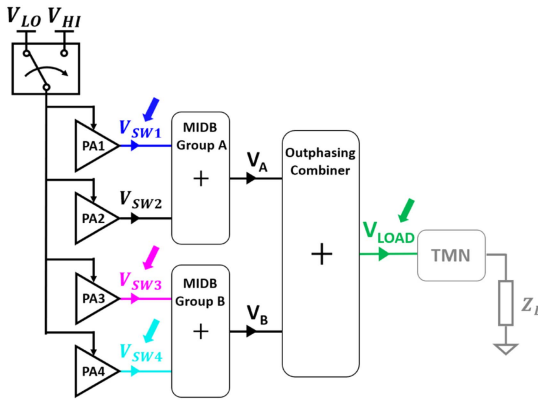 V_LO V_HI
PA1
V_SW1
MIDB
Group A
+
PA2
V_SW2
V_A
Outphasing
Combiner
+
V_LOAD
TMN
PA3
V_SW3
MIDB
Group B
+
V_B
PA4
V_SW4